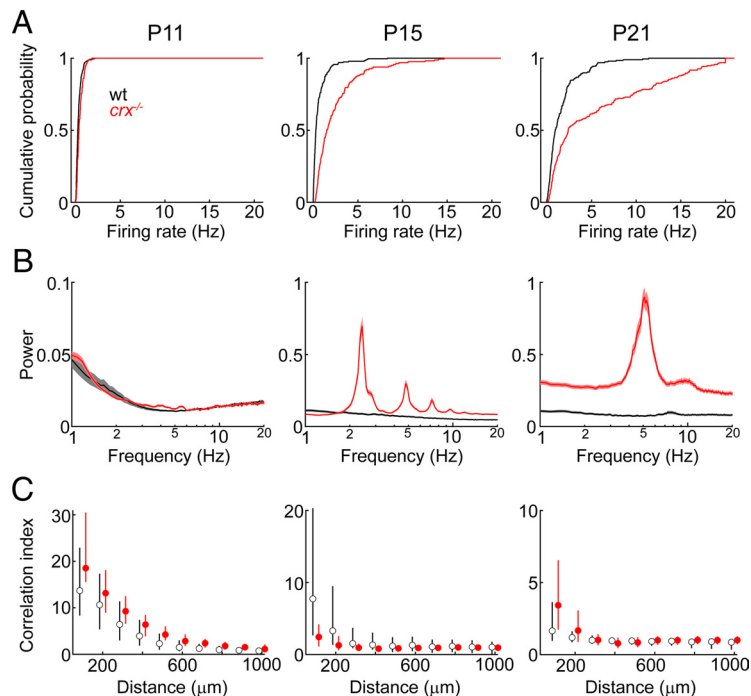 A
P11
P15
P21
Cumulative probability
1
0.5
0
wt
crx-/-
0 5 10 15 20
Firing rate (Hz)
1
0.5
0
0 5 10 15 20
Firing rate (Hz)
1
0.5
0
0 5 10 15 20
Firing rate (Hz)
B
Power
0.1
0.05
0
1 2 5 10 20
Frequency (Hz)
1
0.5
0
1 2 5 10 20
Frequency (Hz)
1
0.5
0
1 2 5 10 20
Frequency (Hz)
C
Correlation index
30
20
10
0
200 600 1000
Distance (μm)
20
10
0
200 600 1000
Distance (μm)
10
5
0
200 600 1000
Distance (μm)